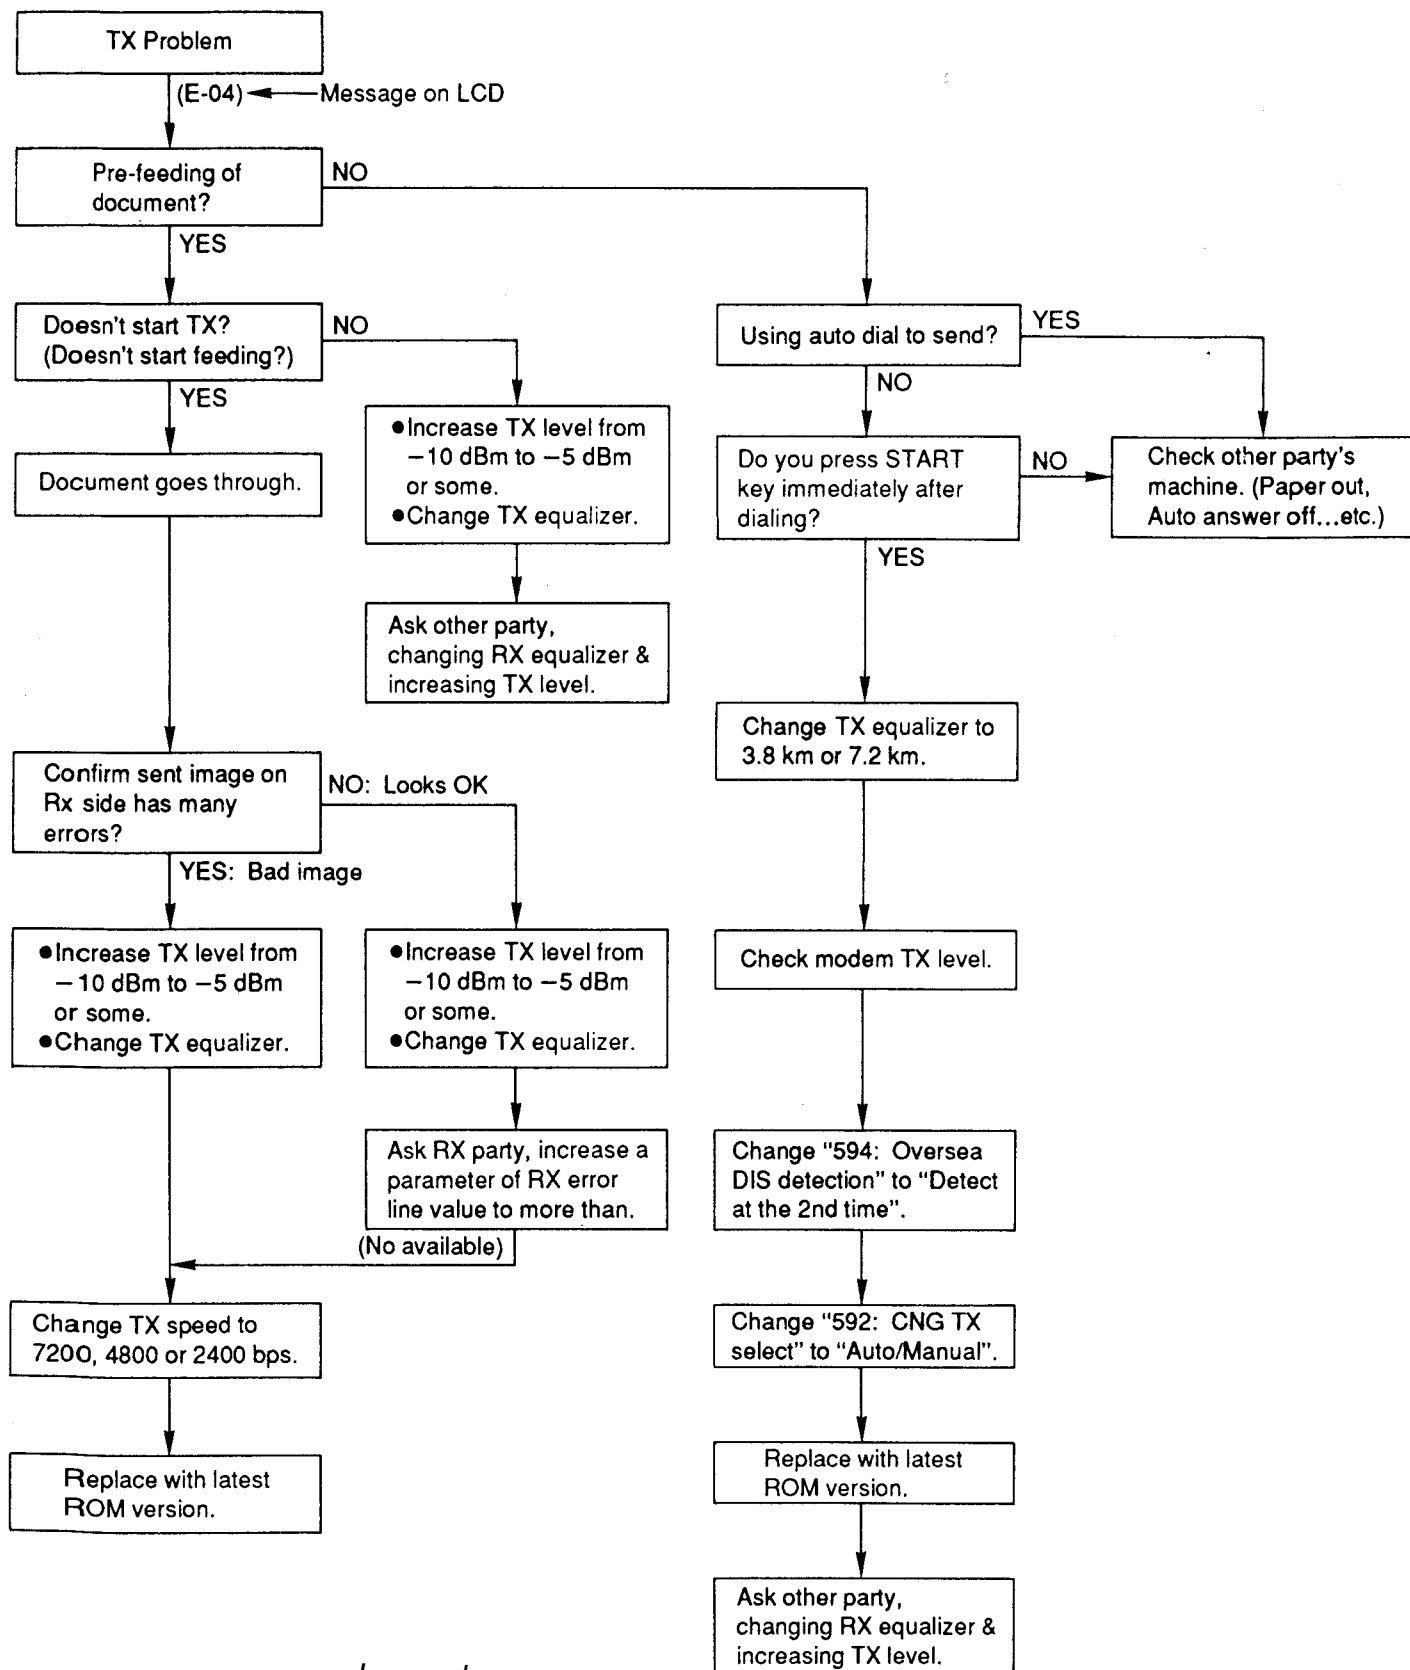 TX Problem
(E-04)
Message on LCD
Pre-feeding of
document?
NO
YES
Doesn't start TX?
(Doesn't start feeding?)
NO
YES
●Increase TX level from
−10 dBm to −5 dBm
or some.
●Change TX equalizer.
Document goes through.
Ask other party,
changing RX equalizer &
increasing TX level.
Confirm sent image on
Rx side has many
errors?
NO: Looks OK
YES: Bad image
●Increase TX level from
−10 dBm to −5 dBm
or some.
●Change TX equalizer.
●Increase TX level from
−10 dBm to −5 dBm
or some.
●Change TX equalizer.
Ask RX party, increase a
parameter of RX error
line value to more than.
(No available)
Change TX speed to
7200, 4800 or 2400 bps.
Replace with latest
ROM version.
Using auto dial to send?
YES
NO
Do you press START
key immediately after
dialing?
NO
YES
Check other party's
machine. (Paper out,
Auto answer off...etc.)
Change TX equalizer to
3.8 km or 7.2 km.
Check modem TX level.
Change "594: Oversea
DIS detection" to "Detect
at the 2nd time".
Change "592: CNG TX
select" to "Auto/Manual".
Replace with latest
ROM version.
Ask other party,
changing RX equalizer &
increasing TX level.